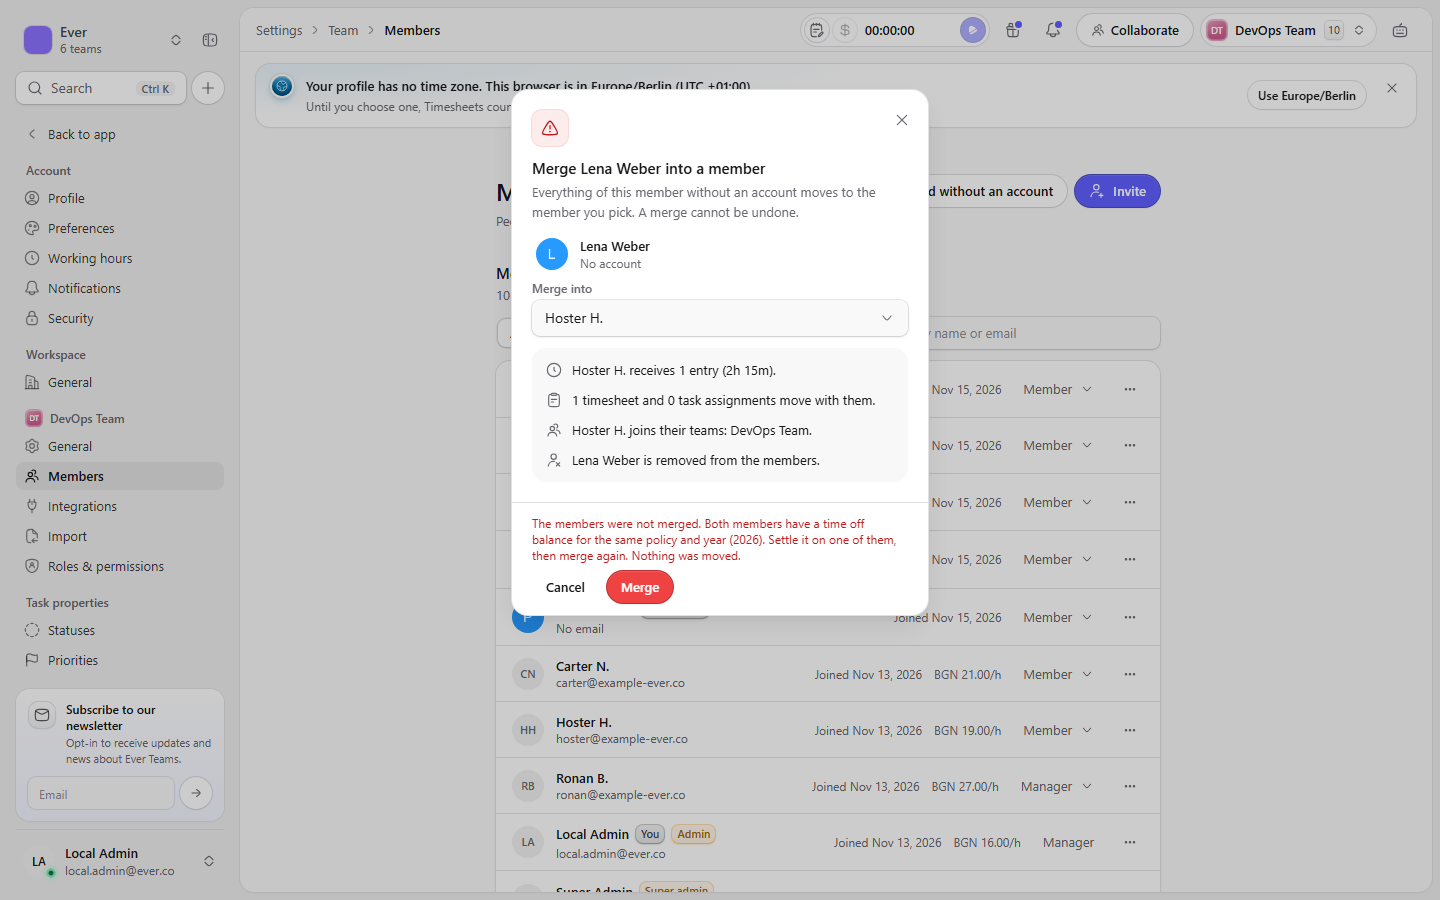 Ever
6 teams
Search
Ctrl K
Back to app
Account
Profile
Preferences
Working hours
Notifications
Security
Workspace
General
DT
DevOps Team
General
Members
Integrations
Import
Roles & permissions
Task properties
Statuses
Priorities
Subscribe to our
newsletter
Opt-in to receive updates and
news about Ever Teams.
Email
LA
Local Admin
local.admin@ever.co
Settings
Team
Members
$
00:00:00
Collaborate
DT
DevOps Team
10
Your profile has no time zone. This browser is in Europe/Berlin (UTC +01:00)
Until you choose one, Timesheets
Use Europe/Berlin
without an account
Invite
10
name or email
Merge Lena Weber into a member
Everything of this member without an account moves to the
member you pick. A merge cannot be undone.
L
Lena Weber
No account
Merge into
Hoster H.
Hoster H. receives 1 entry (2h 15m).
1 timesheet and 0 task assignments move with them.
Hoster H. joins their teams: DevOps Team.
Lena Weber is removed from the members.
The members were not merged. Both members have a time off
balance for the same policy and year (2026). Settle it on one of them,
then merge again. Nothing was moved.
Cancel
Merge
Nov 15, 2026
Member
Nov 15, 2026
Member
Nov 15, 2026
Member
Nov 15, 2026
Member
No email
Joined Nov 15, 2026
Member
CN
Carter N.
carter@example-ever.co
Joined Nov 13, 2026
BGN 21.00/h
Member
HH
Hoster H.
hoster@example-ever.co
Joined Nov 13, 2026
BGN 19.00/h
Member
RB
Ronan B.
ronan@example-ever.co
Joined Nov 13, 2026
BGN 27.00/h
Manager
LA
Local Admin
You
Admin
local.admin@ever.co
Joined Nov 13, 2026
BGN 16.00/h
Manager
Super Admin
Super admin